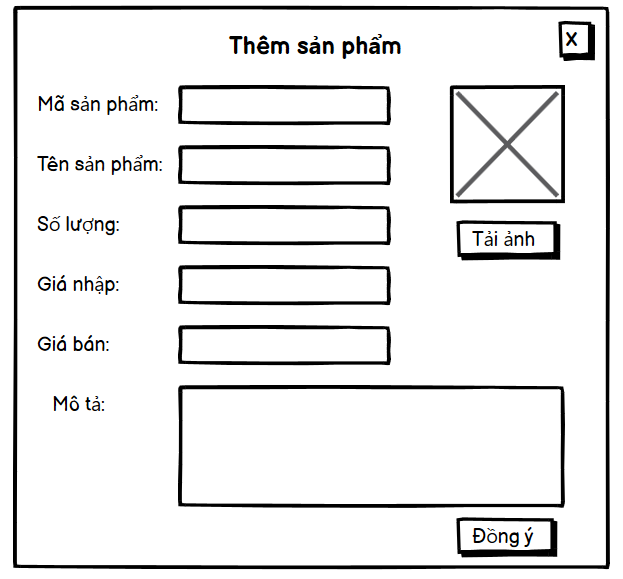 Thêm sản phẩm
X
Mã sản phẩm:
Tên sản phẩm:
Số lượng:
Tải ảnh
Giá nhập:
Giá bán:
Mô tả:
Đồng ý